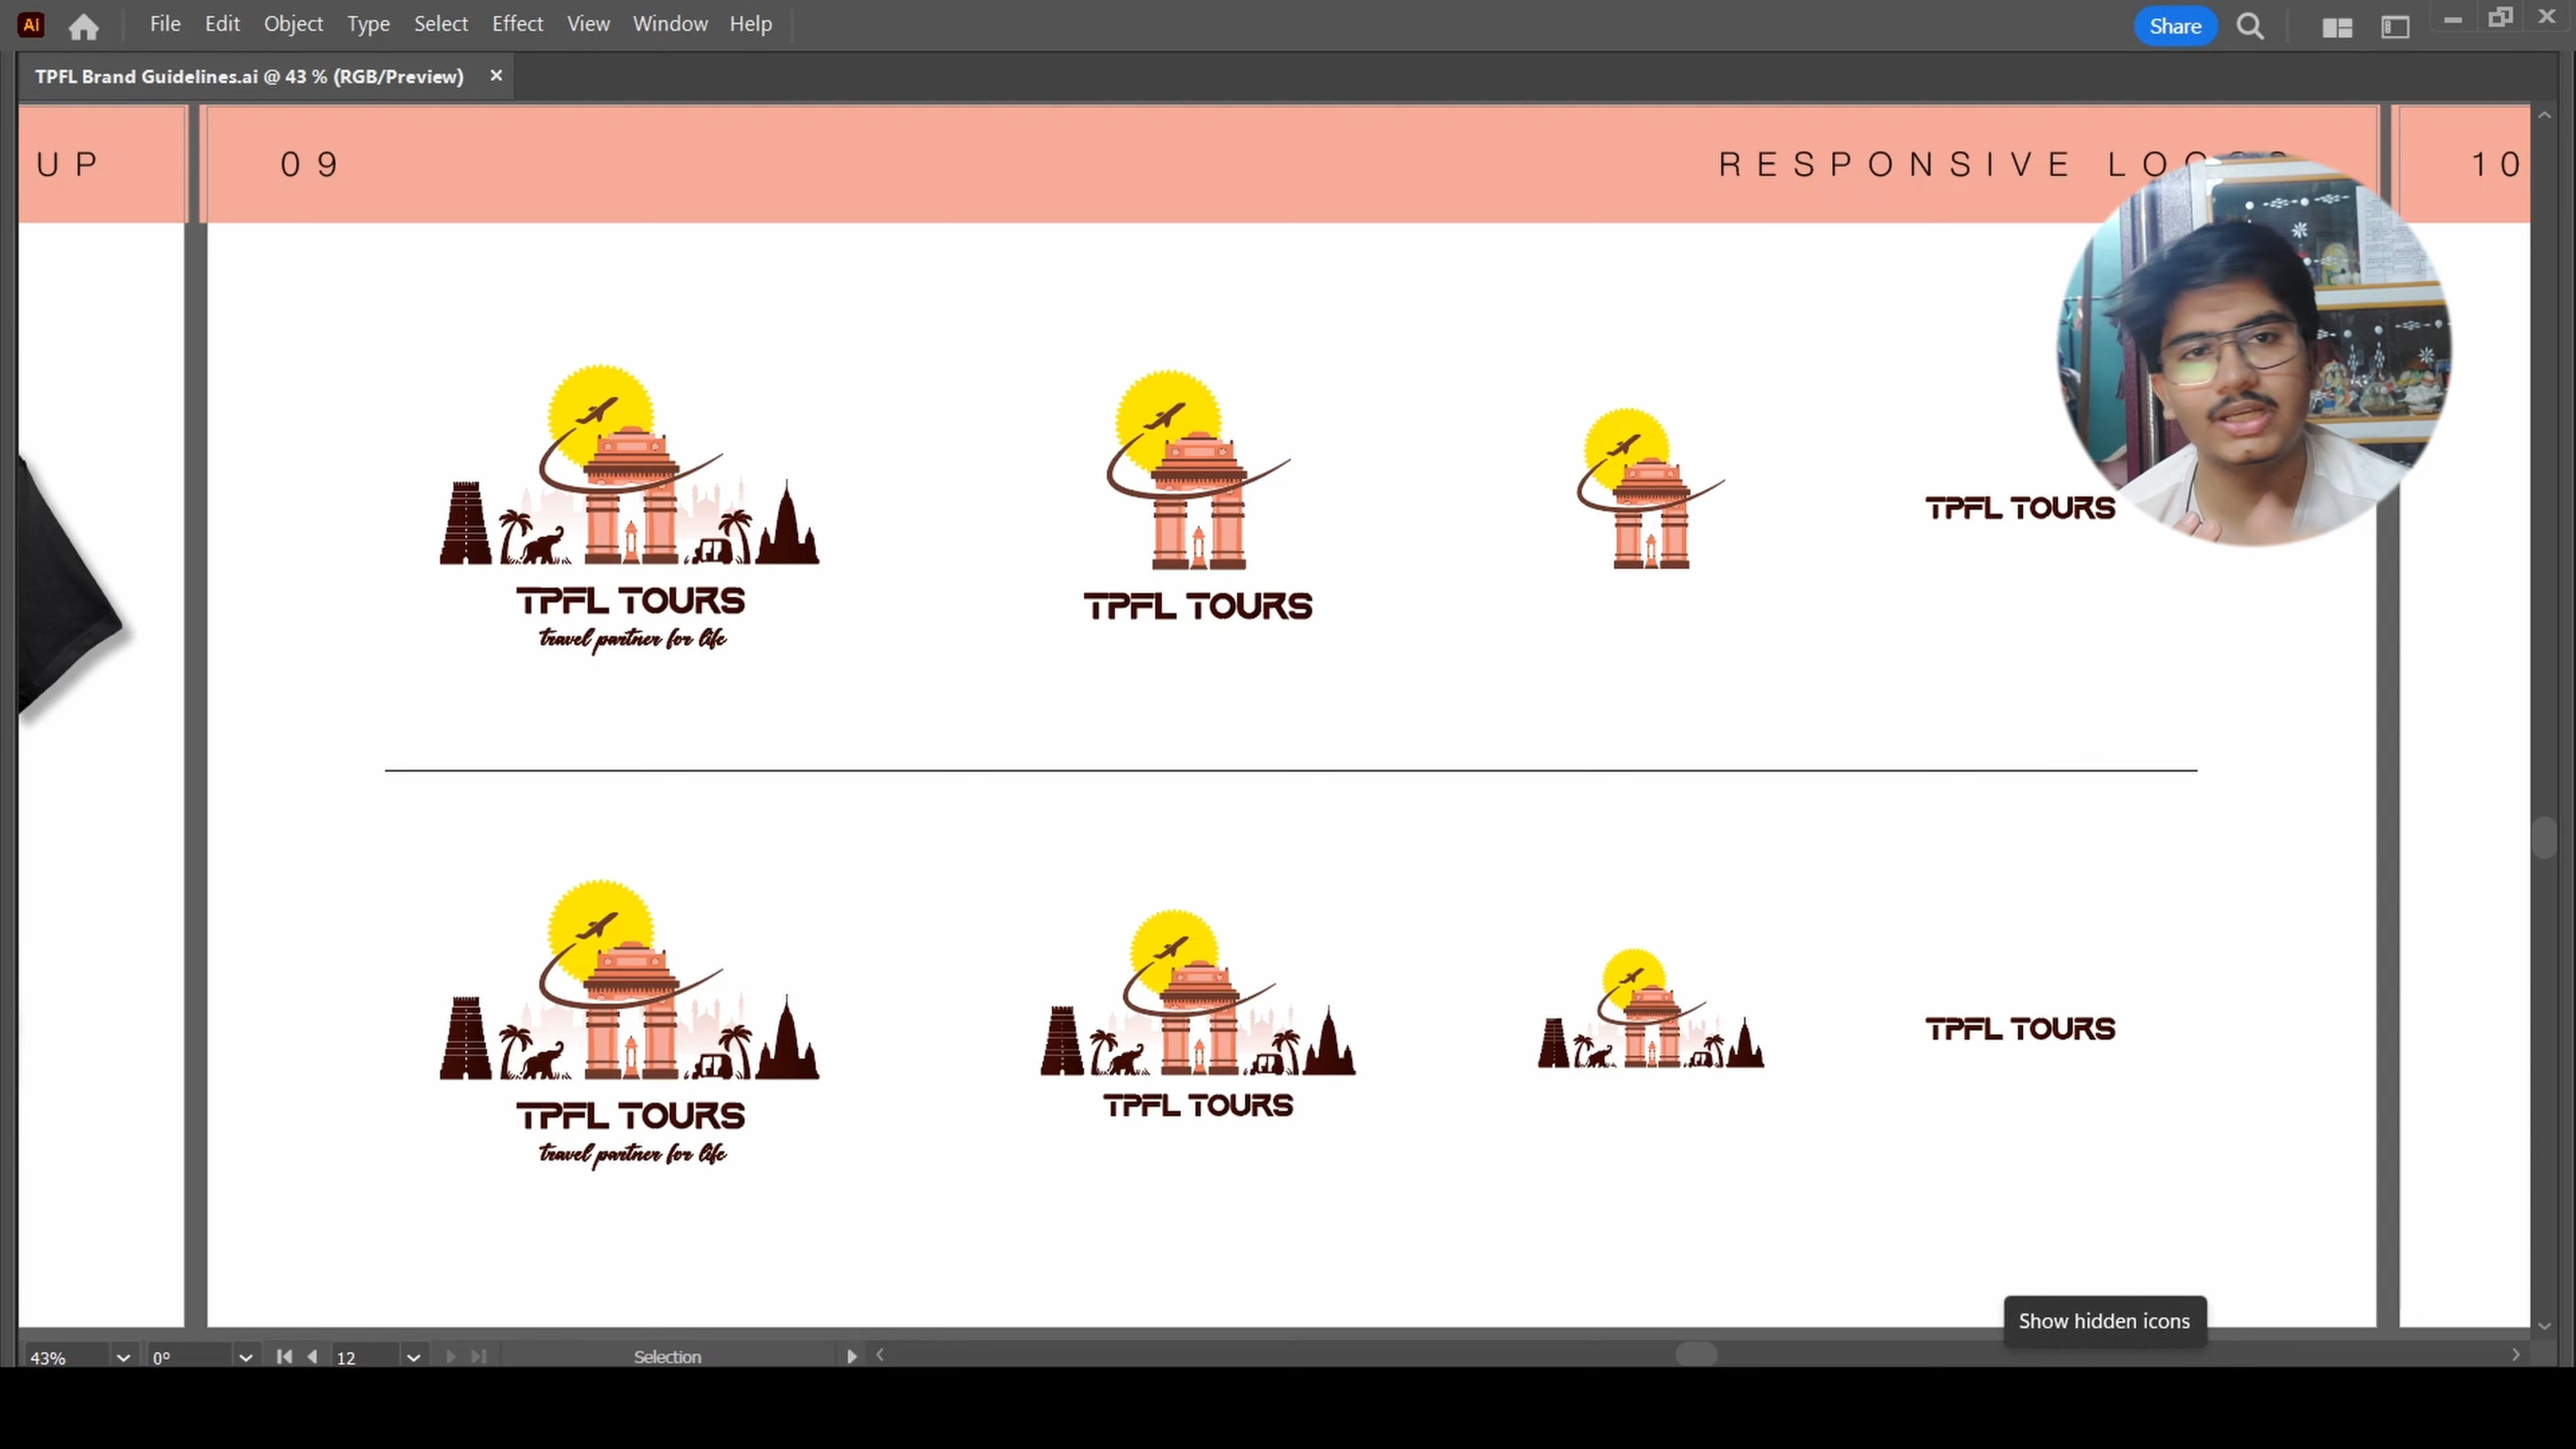 Ai File Edit Object Type Select Effect View Window Help Share
TPFL Brand Guidelines.ai @ 43 % (RGB/Preview) ×
UP
09
RESPONSIVE
10
TPFL TOURS
travel partner for life
TPFL TOURS
TPFL TOURS
TPFL TOURS
travel partner for life
TPFL TOURS
TPFL TOURS
Show hidden icons
43% 0° 12 Selection